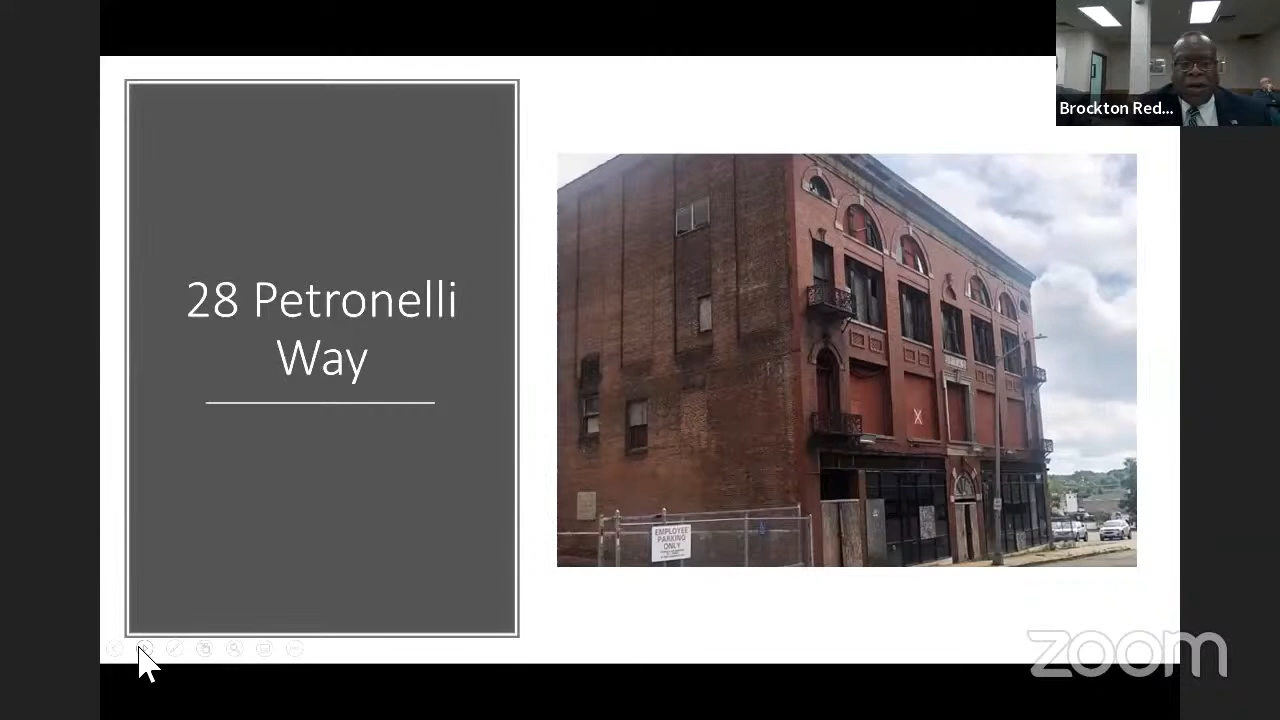 Brockton Red...
28 Petronelli
Way
X
EMPLOYEE
PARKING
ONLY
zoom